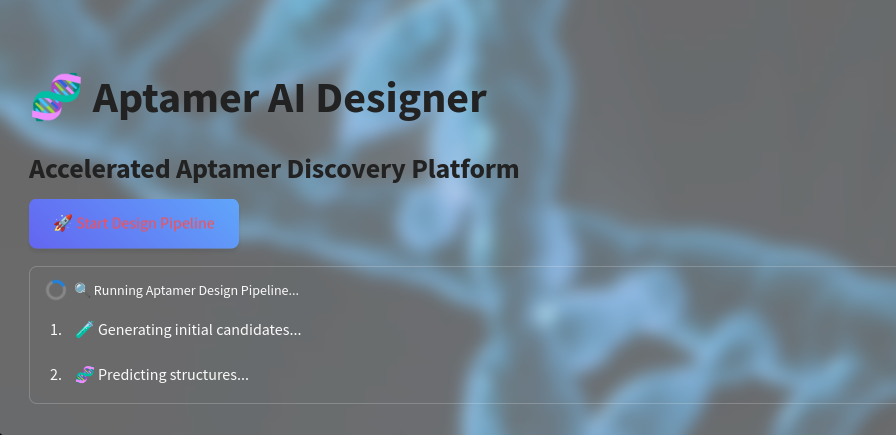 Aptamer AI Designer
Accelerated Aptamer Discovery Platform
Start Design Pipeline
Running Aptamer Design Pipeline...
1. Generating initial candidates...
2. Predicting structures...